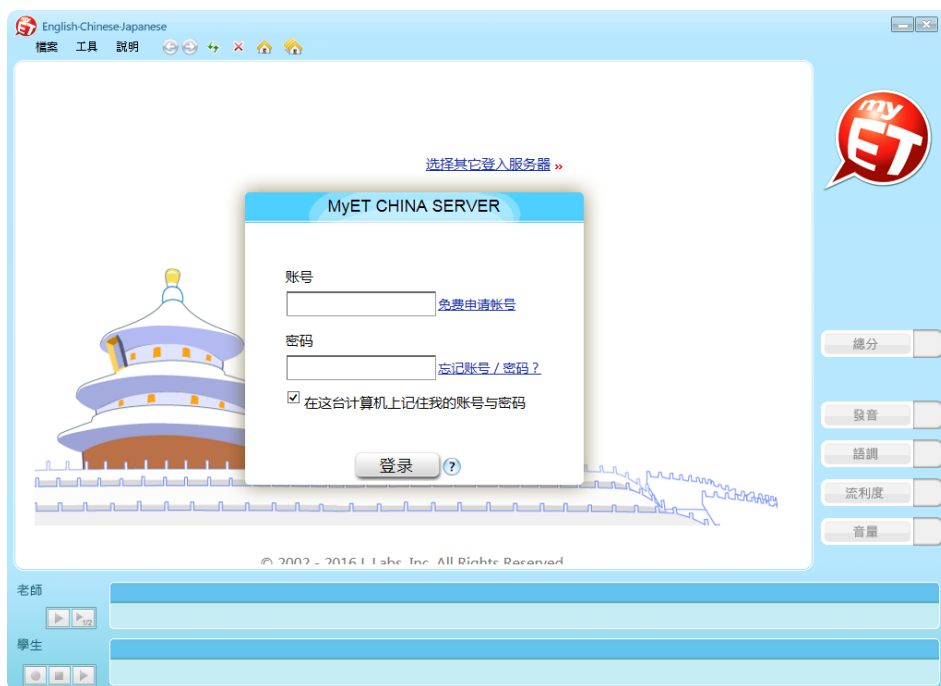 English-Chinese-Japanese
檔案 工具 說明
my
ET
选择其它登入服务器 »
MyET CHINA SERVER
账号
免费申请帐号
密码
忘记账号 / 密码？
在这台计算机上记住我的账号与密码
登录 ?
© 2002 - 2016 L Labs, Inc. All Rights Reserved
總分
發音
語調
流利度
音量
老師
1/2
學生